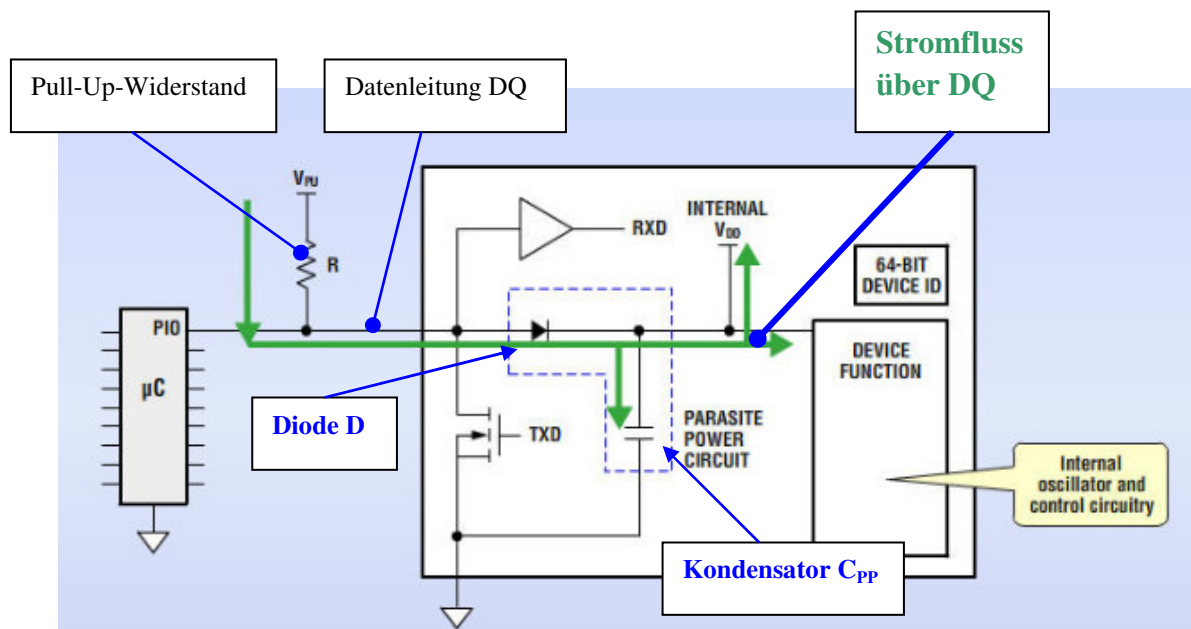 Stromfluss
über DQ
Pull-Up-Widerstand
Datenleitung DQ
VPU
R
RXD
INTERNAL
VDD
64-BIT
DEVICE ID
PIO
µC
DEVICE
FUNCTION
Diode D
TXD
PARASITE
POWER
CIRCUIT
Internal
oscillator and
control circuitry
Kondensator CPP